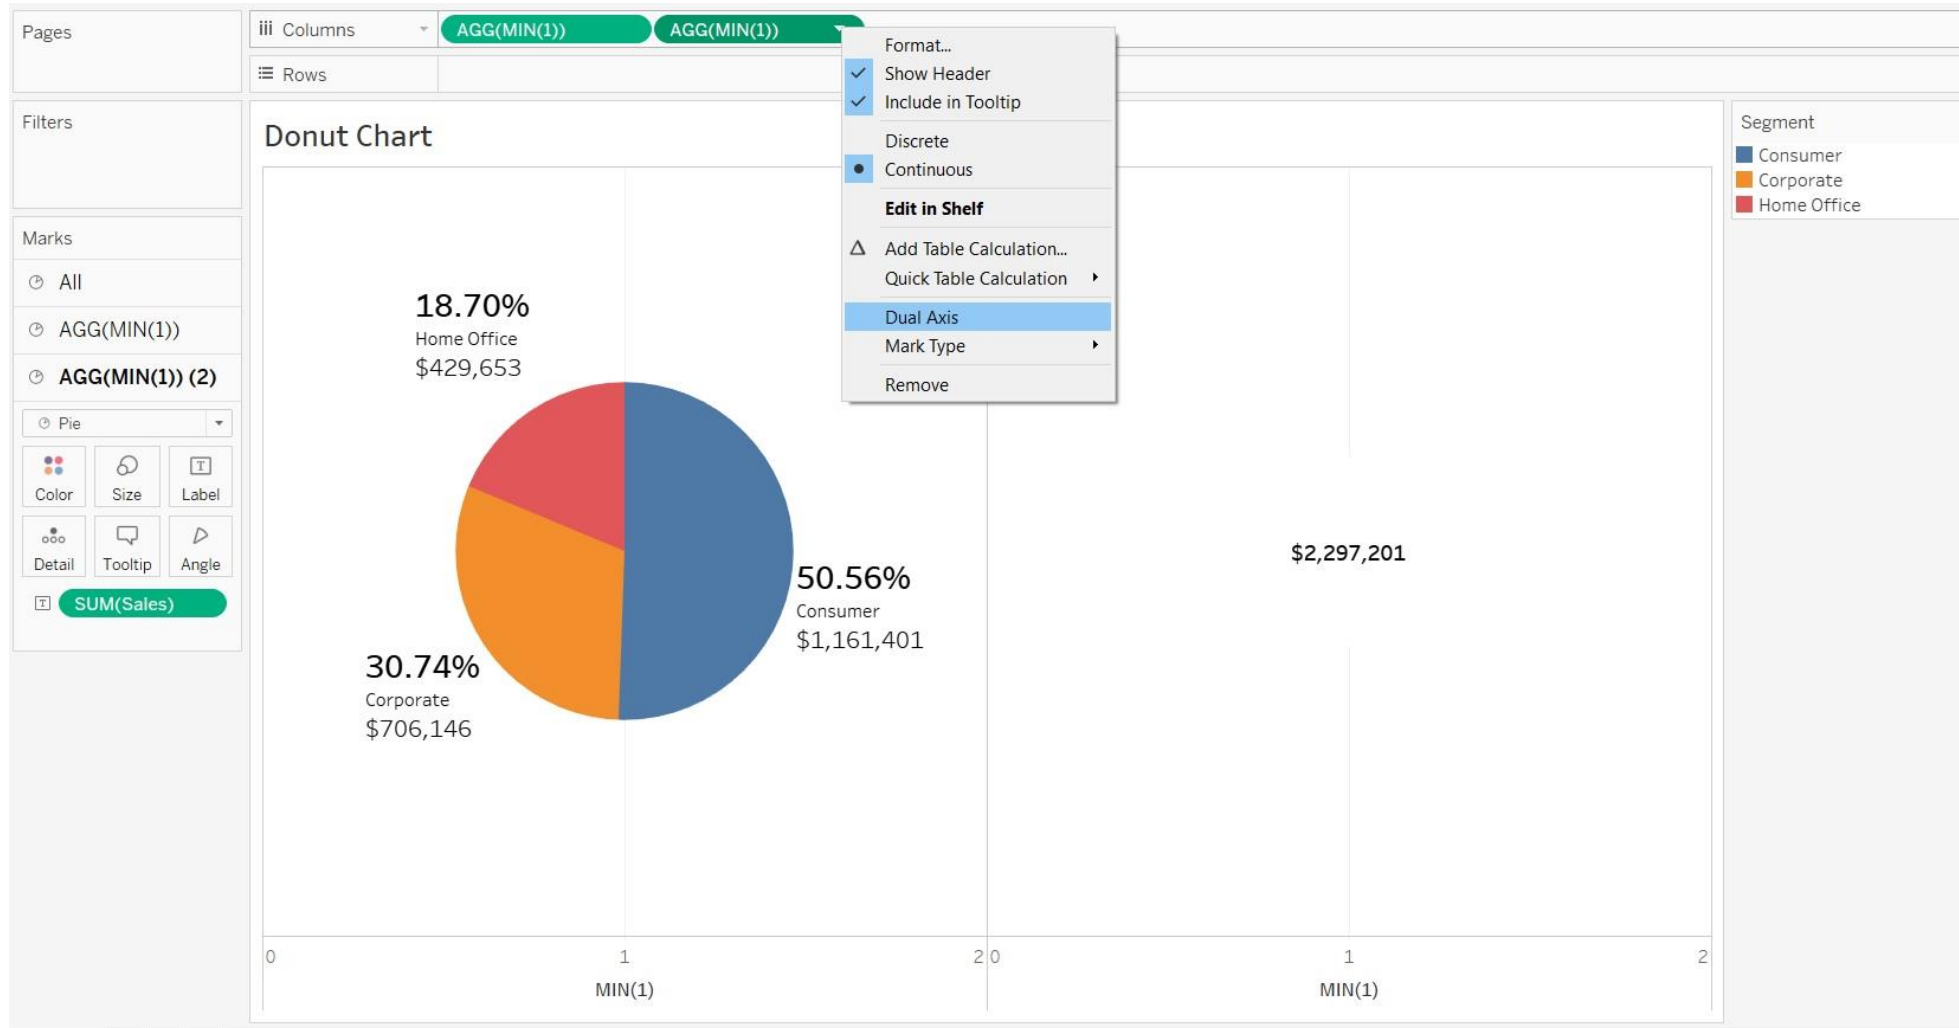 Pages
Columns
AGG(MIN(1))
AGG(MIN(1))
Rows
Filters
Marks
All
AGG(MIN(1))
AGG(MIN(1)) (2)
Pie
Color
Size
Label
Detail
Tooltip
Angle
SUM(Sales)
Donut Chart
18.70%
Home Office
$429,653
50.56%
Consumer
$1,161,401
30.74%
Corporate
$706,146
$2,297,201
0 1 2 0 1 2
MIN(1) MIN(1)
Format...
Show Header
Include in Tooltip
Discrete
Continuous
Edit in Shelf
Add Table Calculation...
Quick Table Calculation
Dual Axis
Mark Type
Remove
Segment
Consumer
Corporate
Home Office